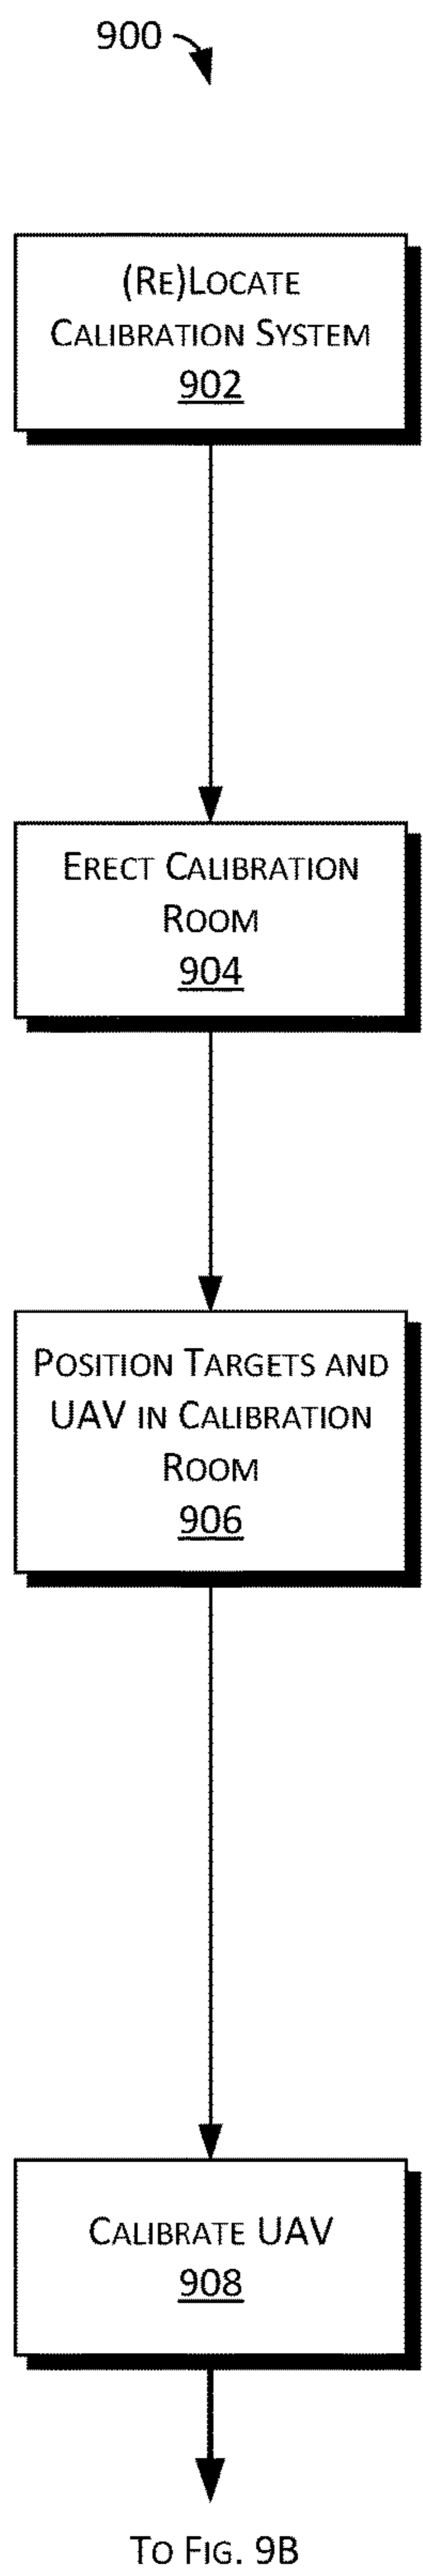 900
(Re)Locate
Calibration System
902
Erect Calibration
Room
904
Position Targets and
UAV in Calibration
Room
906
Calibrate UAV
908
To Fig. 9B